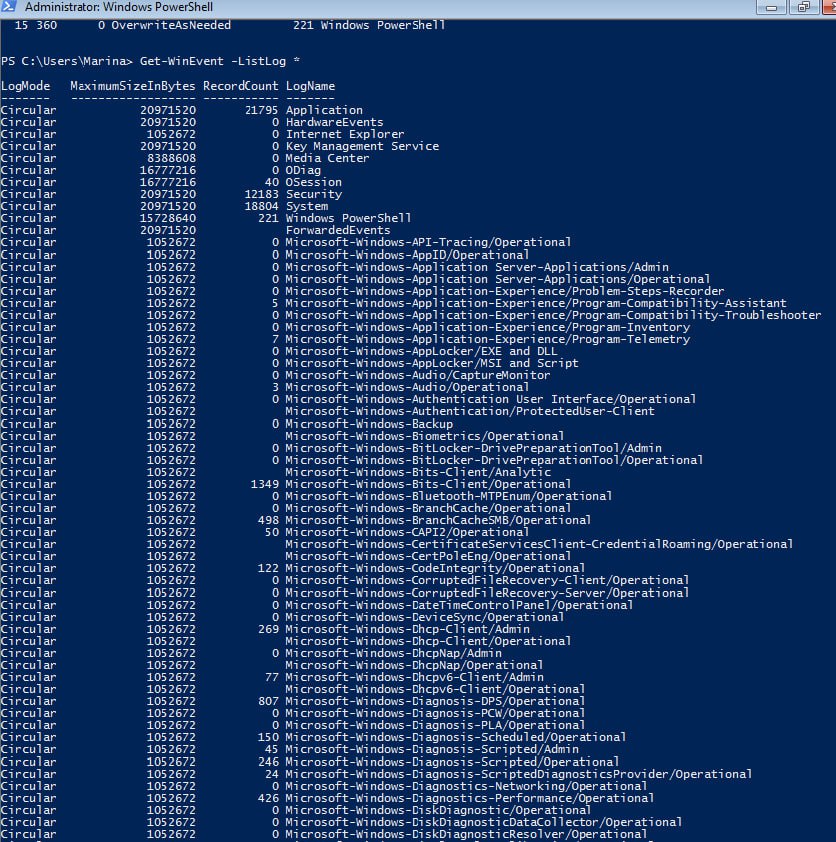 Administrator: Windows PowerShell
15 360 0 OverwriteAsNeeded 221 Windows PowerShell
PS C:\Users\Marina> Get-WinEvent -ListLog *
LogMode MaximumSizeInBytes RecordCount LogName
------- ------------------ ----------- -------
Circular 20971520 21795 Application
Circular 20971520 0 HardwareEvents
Circular 1052672 0 Internet Explorer
Circular 20971520 0 Key Management Service
Circular 8388608 0 Media Center
Circular 16777216 0 ODiag
Circular 16777216 40 OSession
Circular 20971520 12183 Security
Circular 20971520 18804 System
Circular 15728640 221 Windows PowerShell
Circular 20971520 ForwardedEvents
Circular 1052672 0 Microsoft-Windows-API-Tracing/Operational
Circular 1052672 0 Microsoft-Windows-AppID/Operational
Circular 1052672 0 Microsoft-Windows-Application Server-Applications/Admin
Circular 1052672 0 Microsoft-Windows-Application Server-Applications/Operational
Circular 1052672 0 Microsoft-Windows-Application-Experience/Problem-Steps-Recorder
Circular 1052672 5 Microsoft-Windows-Application-Experience/Program-Compatibility-Assistant
Circular 1052672 0 Microsoft-Windows-Application-Experience/Program-Compatibility-Troubleshooter
Circular 1052672 0 Microsoft-Windows-Application-Experience/Program-Inventory
Circular 1052672 7 Microsoft-Windows-Application-Experience/Program-Telemetry
Circular 1052672 0 Microsoft-Windows-AppLocker/EXE and DLL
Circular 1052672 0 Microsoft-Windows-AppLocker/MSI and Script
Circular 1052672 0 Microsoft-Windows-Audio/CaptureMonitor
Circular 1052672 3 Microsoft-Windows-Audio/Operational
Circular 1052672 0 Microsoft-Windows-Authentication User Interface/Operational
Circular 1052672 Microsoft-Windows-Authentication/ProtectedUser-Client
Circular 1052672 0 Microsoft-Windows-Backup
Circular 1052672 Microsoft-Windows-Biometrics/Operational
Circular 1052672 0 Microsoft-Windows-BitLocker-DrivePreparationTool/Admin
Circular 1052672 0 Microsoft-Windows-BitLocker-DrivePreparationTool/Operational
Circular 1052672 Microsoft-Windows-Bits-Client/Analytic
Circular 1052672 1349 Microsoft-Windows-Bits-Client/Operational
Circular 1052672 0 Microsoft-Windows-Bluetooth-MTPEnum/Operational
Circular 1052672 0 Microsoft-Windows-BranchCache/Operational
Circular 1052672 498 Microsoft-Windows-BranchCacheSMB/Operational
Circular 1052672 50 Microsoft-Windows-CAPI2/Operational
Circular 1052672 Microsoft-Windows-CertificateServicesClient-CredentialRoaming/Operational
Circular 1052672 Microsoft-Windows-CertPoleEng/Operational
Circular 1052672 122 Microsoft-Windows-CodeIntegrity/Operational
Circular 1052672 0 Microsoft-Windows-CorruptedFileRecovery-Client/Operational
Circular 1052672 0 Microsoft-Windows-CorruptedFileRecovery-Server/Operational
Circular 1052672 0 Microsoft-Windows-DateTimeControlPanel/Operational
Circular 1052672 0 Microsoft-Windows-DeviceSync/Operational
Circular 1052672 269 Microsoft-Windows-Dhcp-Client/Admin
Circular 1052672 Microsoft-Windows-Dhcp-Client/Operational
Circular 1052672 0 Microsoft-Windows-DhcpNap/Admin
Circular 1052672 Microsoft-Windows-DhcpNap/Operational
Circular 1052672 77 Microsoft-Windows-Dhcpv6-Client/Admin
Circular 1052672 Microsoft-Windows-Dhcpv6-Client/Operational
Circular 1052672 807 Microsoft-Windows-Diagnosis-DPS/Operational
Circular 1052672 0 Microsoft-Windows-Diagnosis-PCW/Operational
Circular 1052672 0 Microsoft-Windows-Diagnosis-PLA/Operational
Circular 1052672 150 Microsoft-Windows-Diagnosis-Scheduled/Operational
Circular 1052672 45 Microsoft-Windows-Diagnosis-Scripted/Admin
Circular 1052672 246 Microsoft-Windows-Diagnosis-Scripted/Operational
Circular 1052672 24 Microsoft-Windows-Diagnosis-ScriptedDiagnosticsProvider/Operational
Circular 1052672 0 Microsoft-Windows-Diagnostics-Networking/Operational
Circular 1052672 426 Microsoft-Windows-Diagnostics-Performance/Operational
Circular 1052672 0 Microsoft-Windows-DiskDiagnostic/Operational
Circular 1052672 0 Microsoft-Windows-DiskDiagnosticDataCollector/Operational
Circular 1052672 0 Microsoft-Windows-DiskDiagnosticResolver/Operational